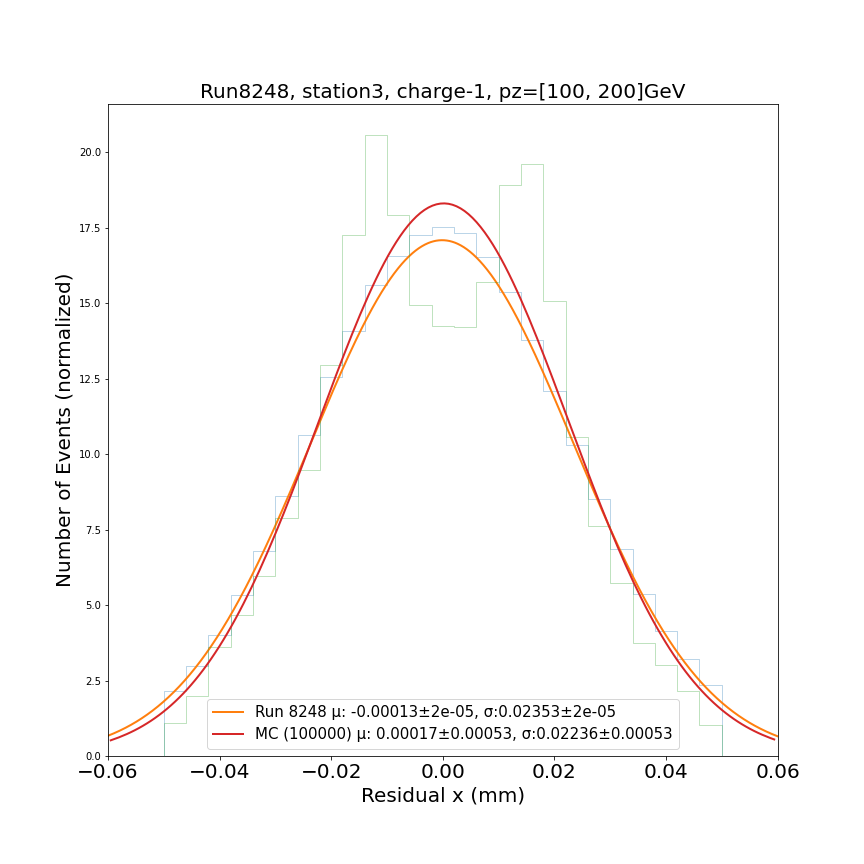 Run8248, station3, charge-1, pz=[100, 200]GeV
Number of Events (normalized)
20.0
17.5
15.0
12.5
10.0
7.5
5.0
2.5
0.0
Run 8248 μ: -0.00013±2e-05, σ:0.02353±2e-05
MC (100000) μ: 0.00017±0.00053, σ:0.02236±0.00053
−0.06 −0.04 −0.02 0.00 0.02 0.04 0.06
Residual x (mm)